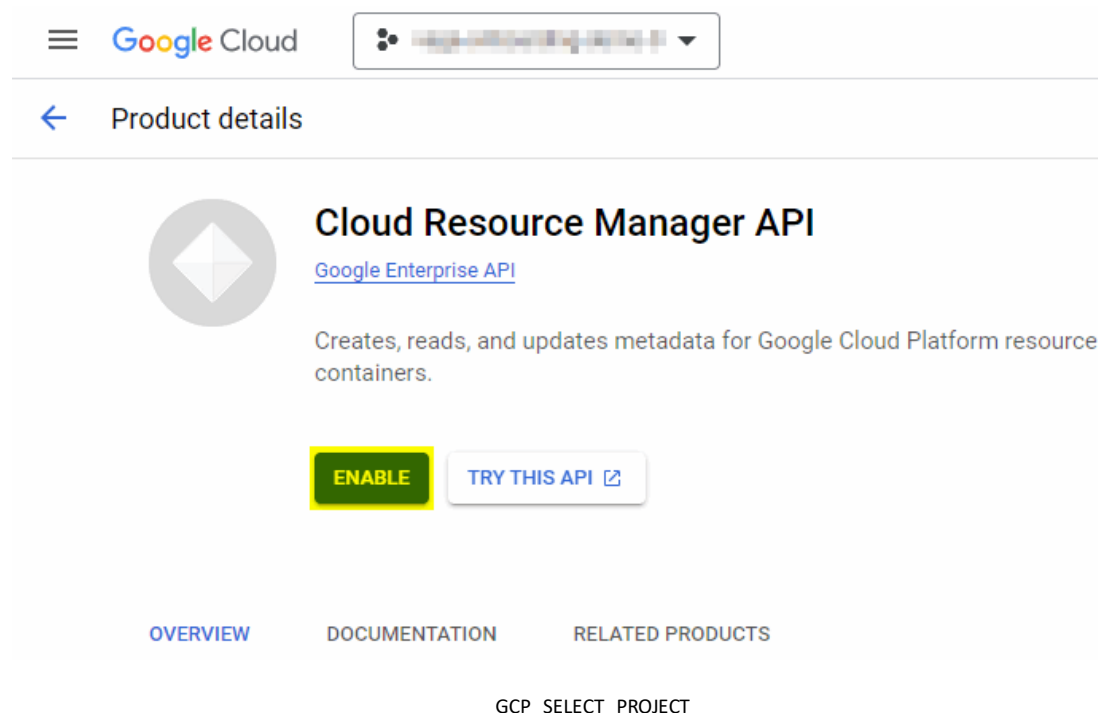 Google Cloud
Product details
Cloud Resource Manager API
Google Enterprise API
Creates, reads, and updates metadata for Google Cloud Platform resource
containers.
ENABLE TRY THIS API
OVERVIEW DOCUMENTATION RELATED PRODUCTS
GCP SELECT PROJECT